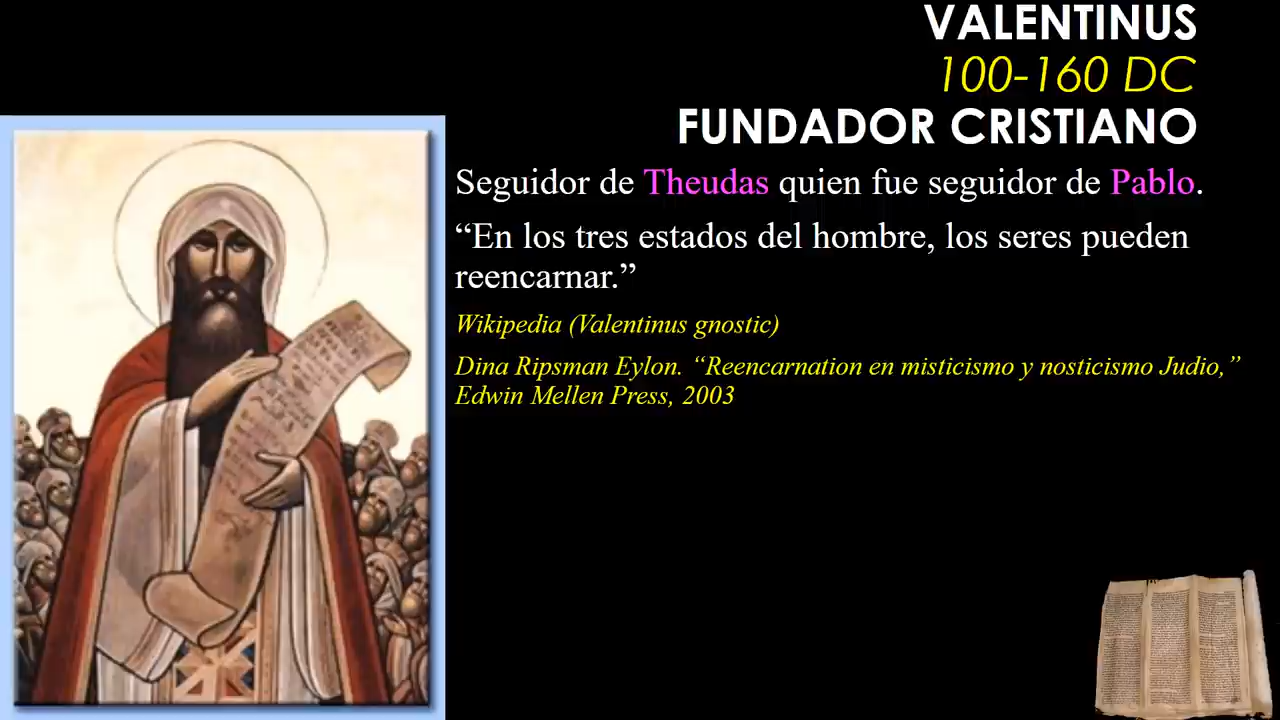 VALENTINUS
100-160 DC
FUNDADOR CRISTIANO
Seguidor de Theudas quien fue seguidor de Pablo.
“En los tres estados del hombre, los seres pueden
reencarnar.”
Wikipedia (Valentinus gnostic)
Dina Ripsman Eylon. “Reencarnation en misticismo y nosticismo Judio,”
Edwin Mellen Press, 2003